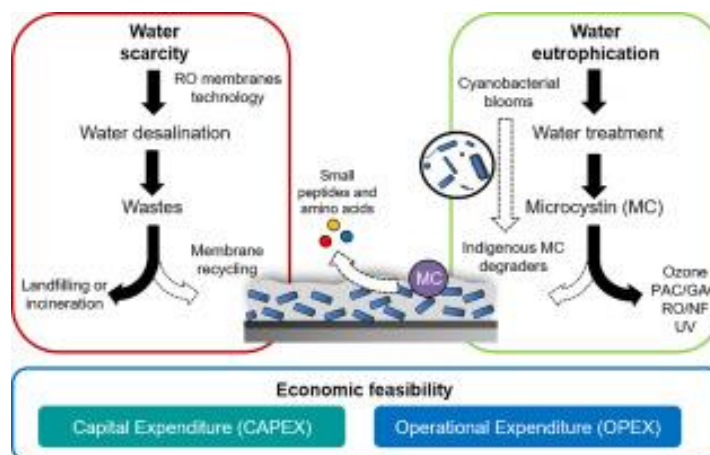 Water
scarcity
RO membranes
technology
Water desalination
Wastes
Membrane
recycling
Landfilling or
incineration
Small
peptides and
amino acids
MC
Water
eutrophication
Cyanobacterial
blooms
Water treatment
Microcystin (MC)
Indigenous MC
degraders
Ozone
PAC/GAC
RO/NF
UV
Economic feasibility
Capital Expenditure (CAPEX)
Operational Expenditure (OPEX)